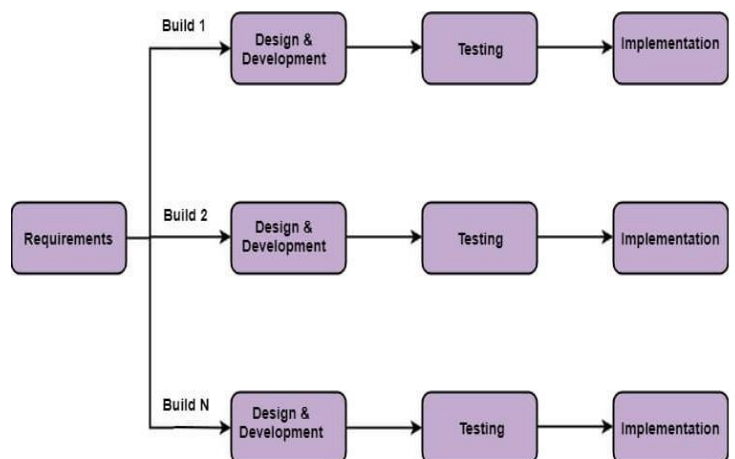 Build 1
Design &
Development
Testing
Implementation
Requirements
Build 2
Design &
Development
Testing
Implementation
Build N
Design &
Development
Testing
Implementation